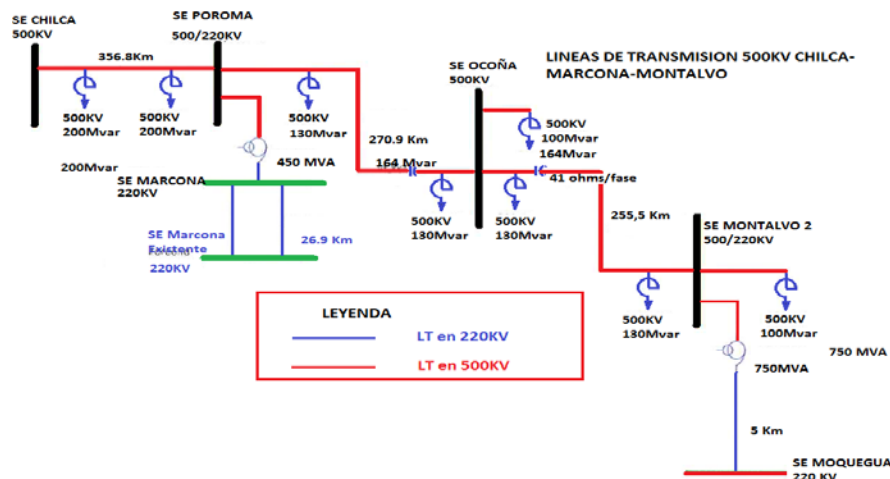 SE CHILCA
500KV
356.8Km
SE POROMA
500/220KV
500KV
200Mvar
500KV
200Mvar
500KV
130Mvar
LINEAS DE TRANSMISION 500KV CHILCA-
MARCONA-MONTALVO
SE OCOÑA
500KV
500KV
100Mvar
164Mvar
41 ohms/fase
270.9 Km
164 Mvar
500KV
130Mvar
500KV
130Mvar
450 MVA
200Mvar
SE MARCONA
220KV
SE Marcona
Existente
220KV
26.9 Km
255,5 Km
SE MONTALVO 2
500/220KV
500KV
130Mvar
500KV
100Mvar
750 MVA
750MVA
5 Km
SE MOQUEGUA
220 KV
LEYENDA
LT en 220KV
LT en 500KV